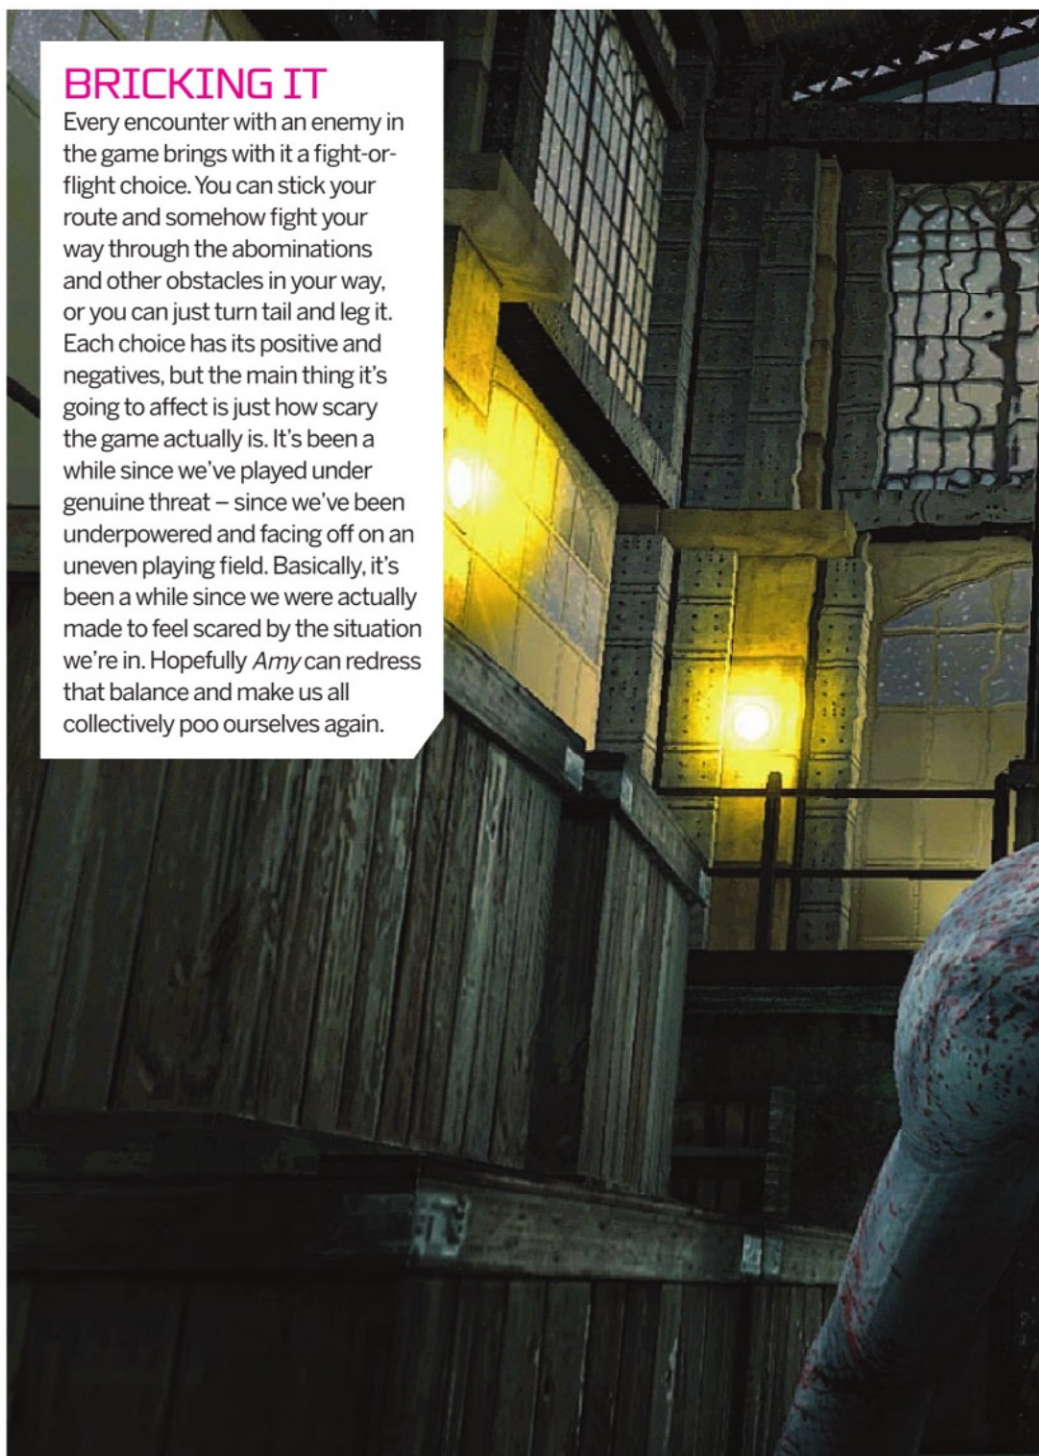 BRICKING IT
Every encounter with an enemy in
the game brings with it a fight-or-
flight choice. You can stick your
route and somehow fight your
way through the abominations
and other obstacles in your way,
or you can just turn tail and leg it.
Each choice has its positive and
negatives, but the main thing it's
going to affect is just how scary
the game actually is. It's been a
while since we've played under
genuine threat – since we've been
underpowered and facing off on an
uneven playing field. Basically, it's
been a while since we were actually
made to feel scared by the situation
we're in. Hopefully Amy can redress
that balance and make us all
collectively poo ourselves again.